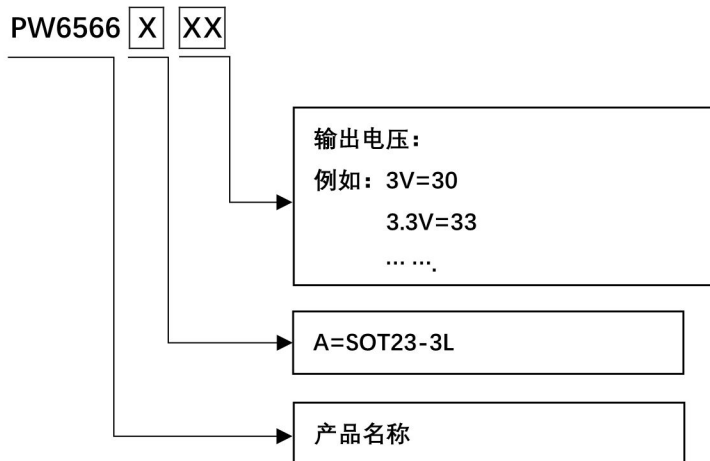 PW6566 X XX
输出电压：
例如：3V=30
3.3V=33
... ....
A=SOT23-3L
产品名称